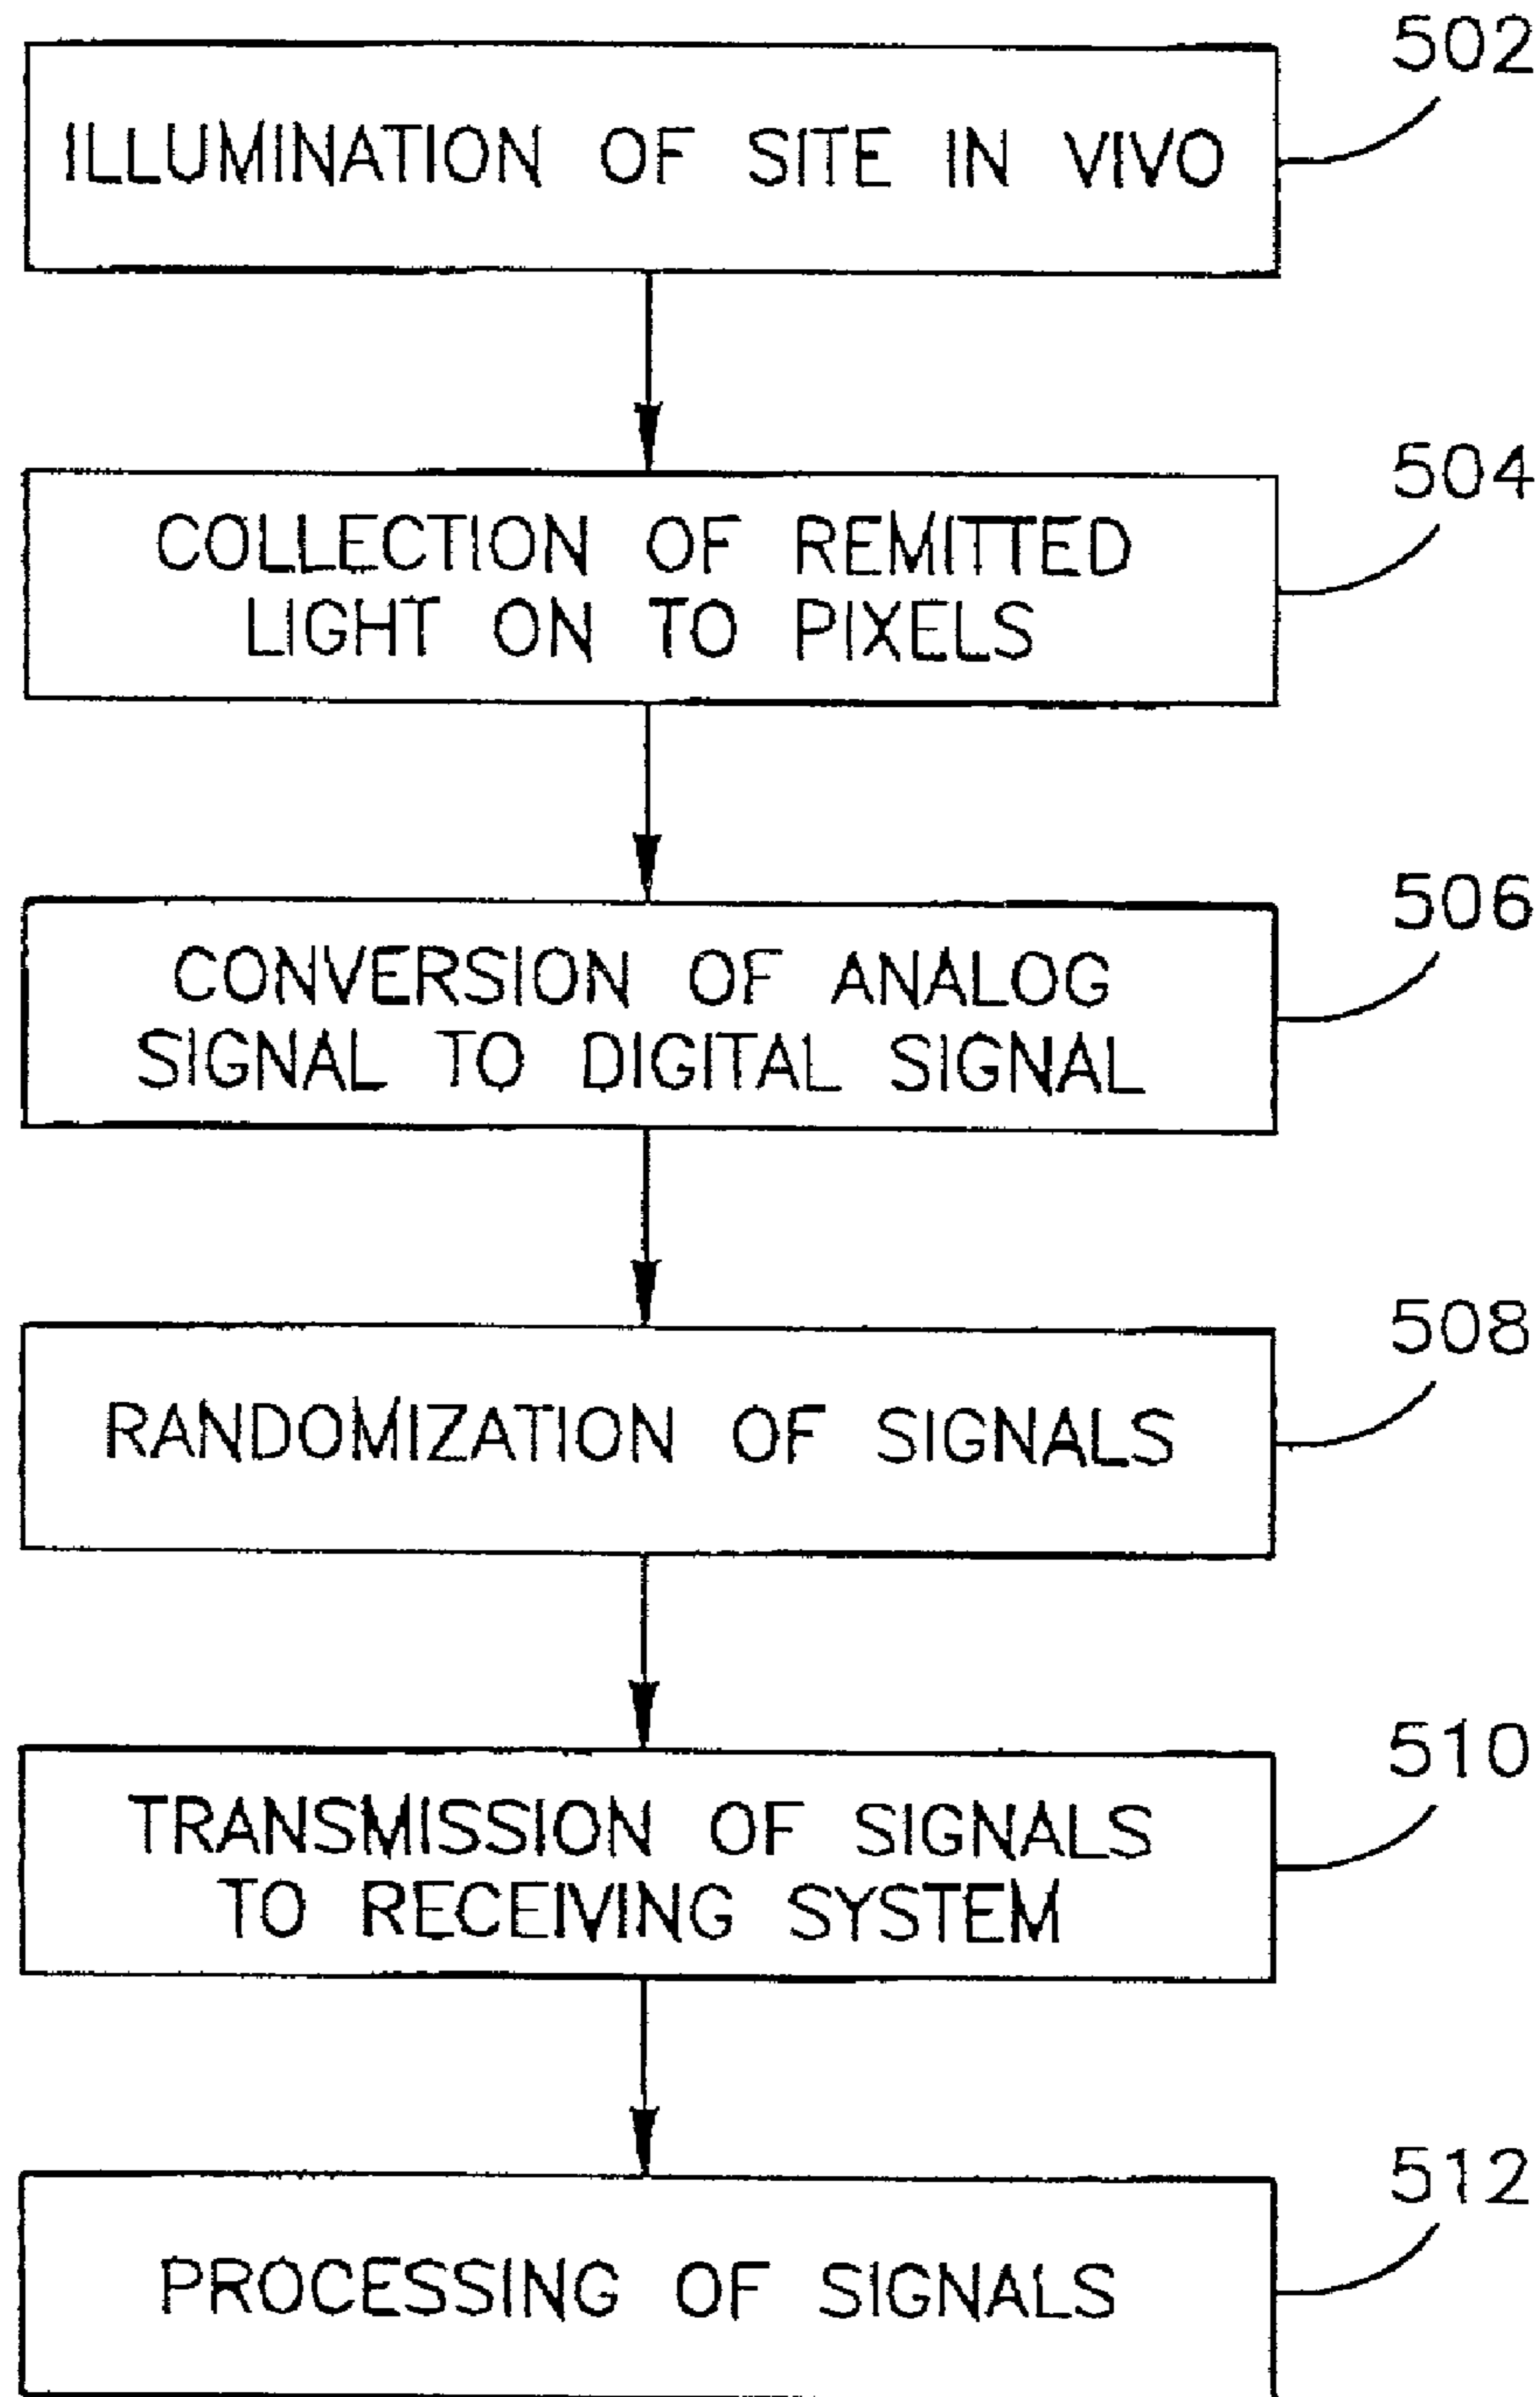 502
ILLUMINATION OF SITE IN VIVO
504
COLLECTION OF REMITTED
LIGHT ON TO PIXELS
506
CONVERSION OF ANALOG
SIGNAL TO DIGITAL SIGNAL
508
RANDOMIZATION OF SIGNALS
510
TRANSMISSION OF SIGNALS
TO RECEIVING SYSTEM
512
PROCESSING OF SIGNALS